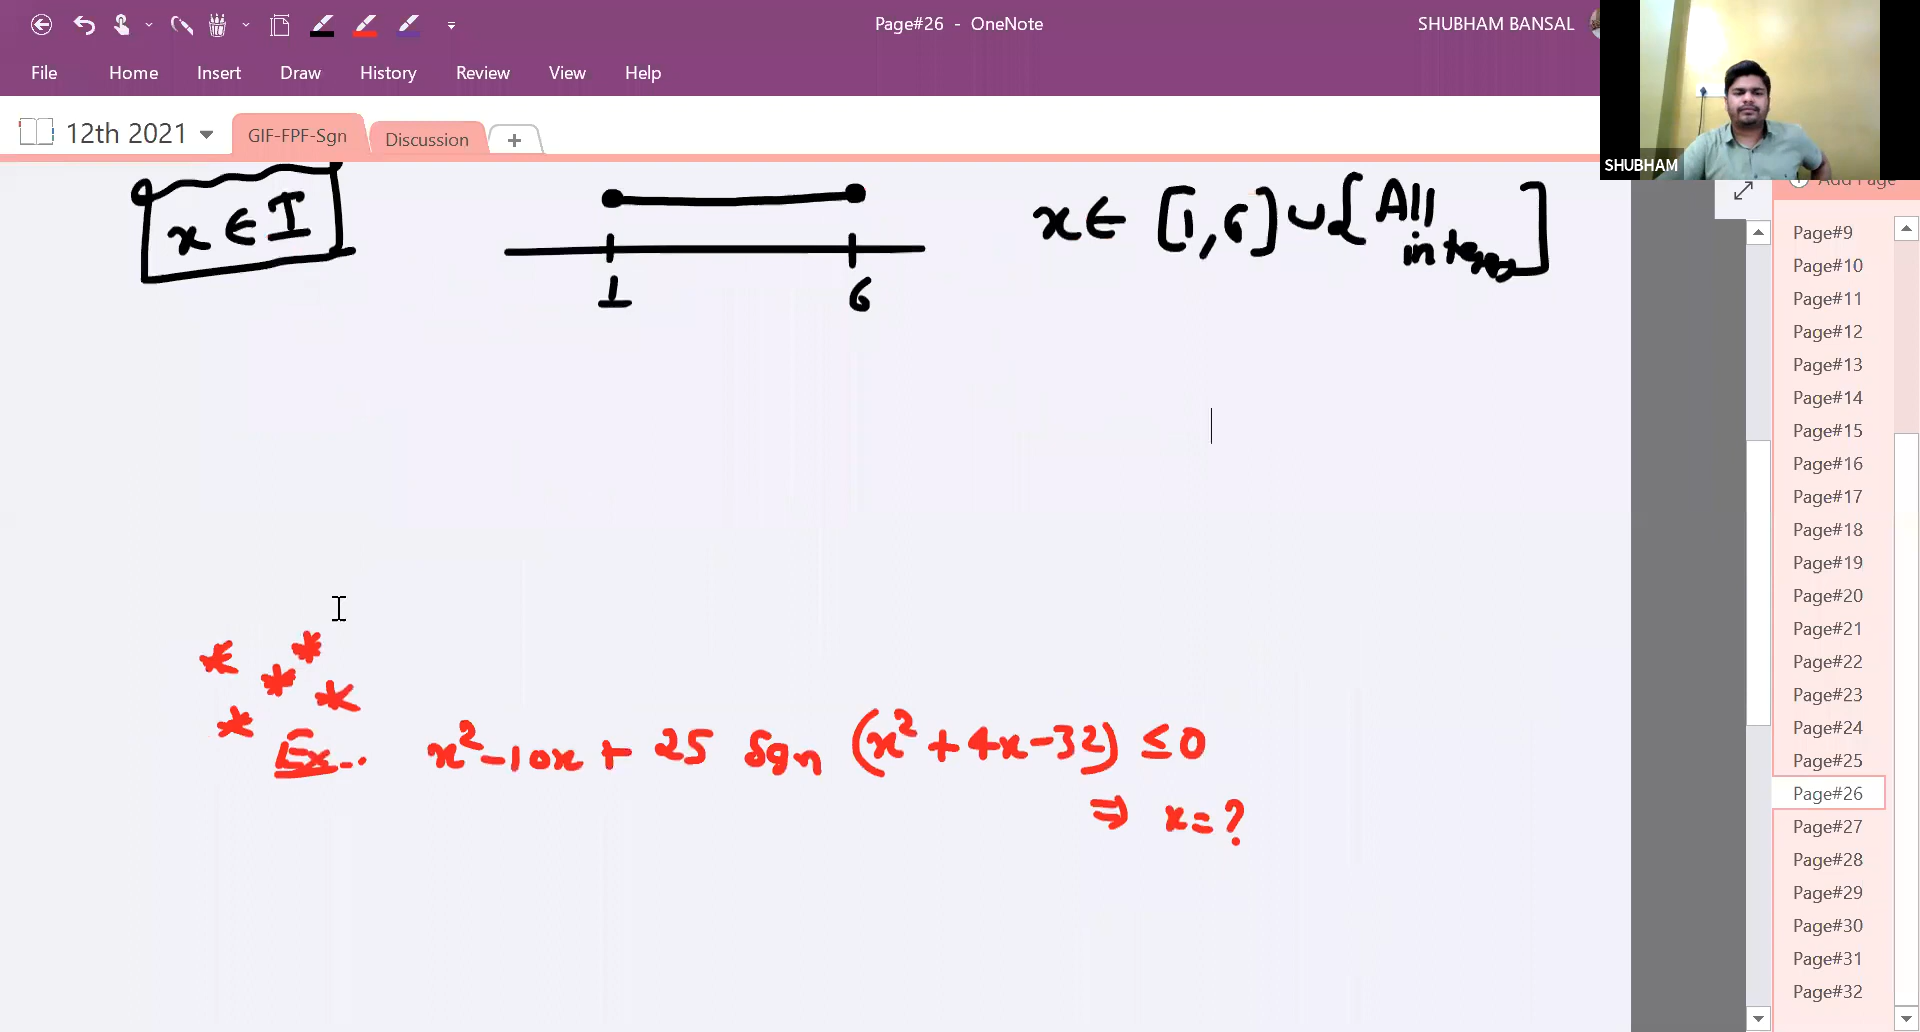 Page#26 - OneNote
SHUBHAM BANSAL
File Home Insert Draw History Review View Help
12th 2021
GIF-FPF-Sgn
Discussion
+
SHUBHAM
Add Page
x ∈ I
1 6
x ∈ [1, 6] ∪ { All
]
Ex.. x² - 10x + 25 Sgn (x² + 4x - 32) ≤ 0
⇒ x = ?
Page#9
Page#10
Page#11
Page#12
Page#13
Page#14
Page#15
Page#16
Page#17
Page#18
Page#19
Page#20
Page#21
Page#22
Page#23
Page#24
Page#25
Page#26
Page#27
Page#28
Page#29
Page#30
Page#31
Page#32